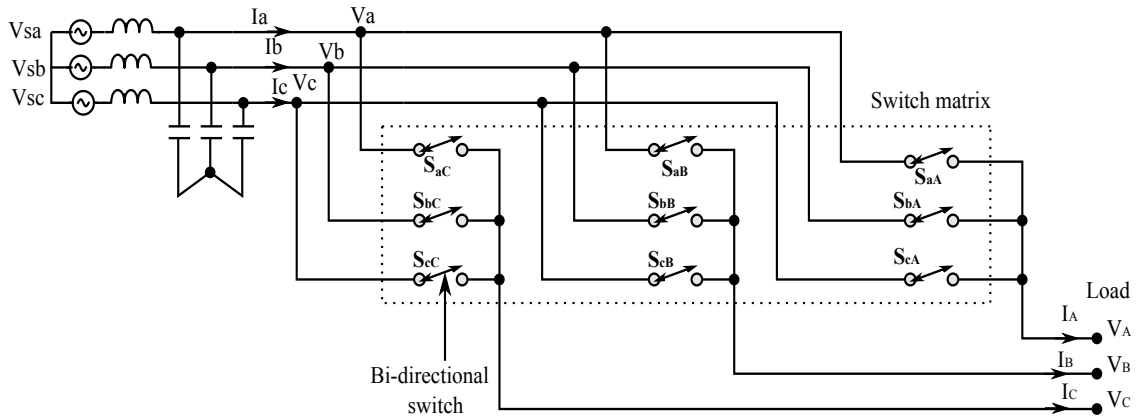 Vsa
Ia
Va
Vsb
Ib
Vb
Vsc
Ic
Vc
Switch matrix
SaC
SaB
SaA
SbC
SbB
SbA
ScC
ScB
ScA
Load
IA
VA
Bi-directional
switch
IB
VB
IC
VC